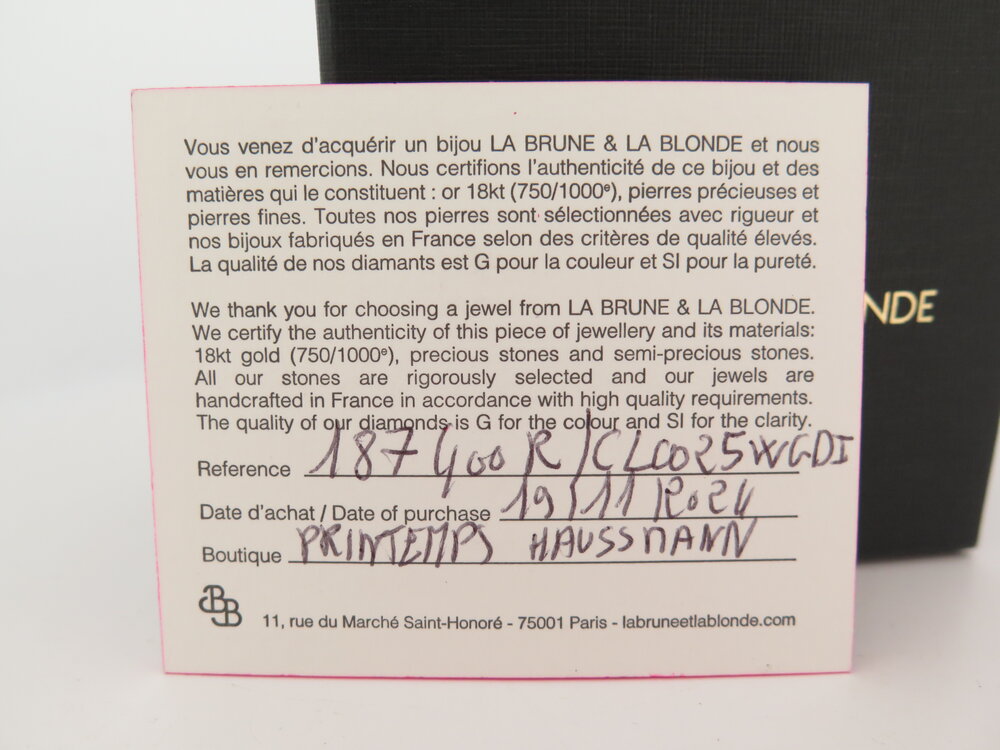 Vous venez d'acquérir un bijou LA BRUNE & LA BLONDE et nous
vous en remercions. Nous certifions l'authenticité de ce bijou et des
matières qui le constituent : or 18kt (750/1000ᵉ), pierres précieuses et
pierres fines. Toutes nos pierres sont sélectionnées avec rigueur et
nos bijoux fabriqués en France selon des critères de qualité élevés.
La qualité de nos diamants est G pour la couleur et SI pour la pureté.
We thank you for choosing a jewel from LA BRUNE & LA BLONDE.
We certify the authenticity of this piece of jewellery and its materials:
18kt gold (750/1000ᵉ), precious stones and semi-precious stones.
All our stones are rigorously selected and our jewels are
handcrafted in France in accordance with high quality requirements.
The quality of our diamonds is G for the colour and SI for the clarity.
Reference 187400R/CLC025WGDI
Date d'achat / Date of purchase 19/11/2024
Boutique PRINTEMPS HAUSSMANN
BB 11, rue du Marché Saint-Honoré - 75001 Paris - labruneetlablonde.com
NDE